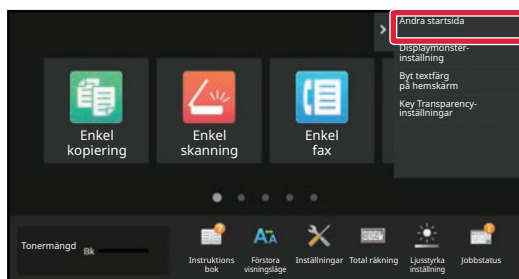 Ändra startsida
Displaymönster-
inställning
Byt textfärg
på hemskärm
Key Transparency-
inställningar
Enkel
kopiering
Enkel
skanning
Enkel
fax
Tonermängd
Bk
Instruktions
bok
Förstora
visningsläge
Inställningar
Total räkning
Ljusstyrka
inställning
Jobbstatus